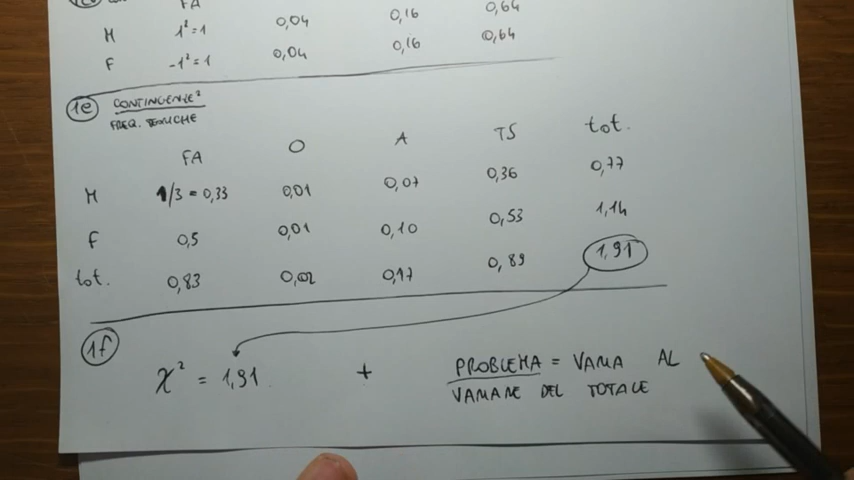 FA
M 1²=1 0,04 0,16 0,64
F -1²=1 0,04 0,16 0,64
1e CONTINGENZE²
FREQ. TEORICHE
FA O A TS tot.
M 1/3 = 0,33 0,01 0,07 0,36 0,77
F 0,5 0,01 0,10 0,53 1,14
tot. 0,83 0,02 0,17 0,89 1,91
1f
χ² = 1,91 + PROBLEMA = VARIA AL
VARIARE DEL TOTALE